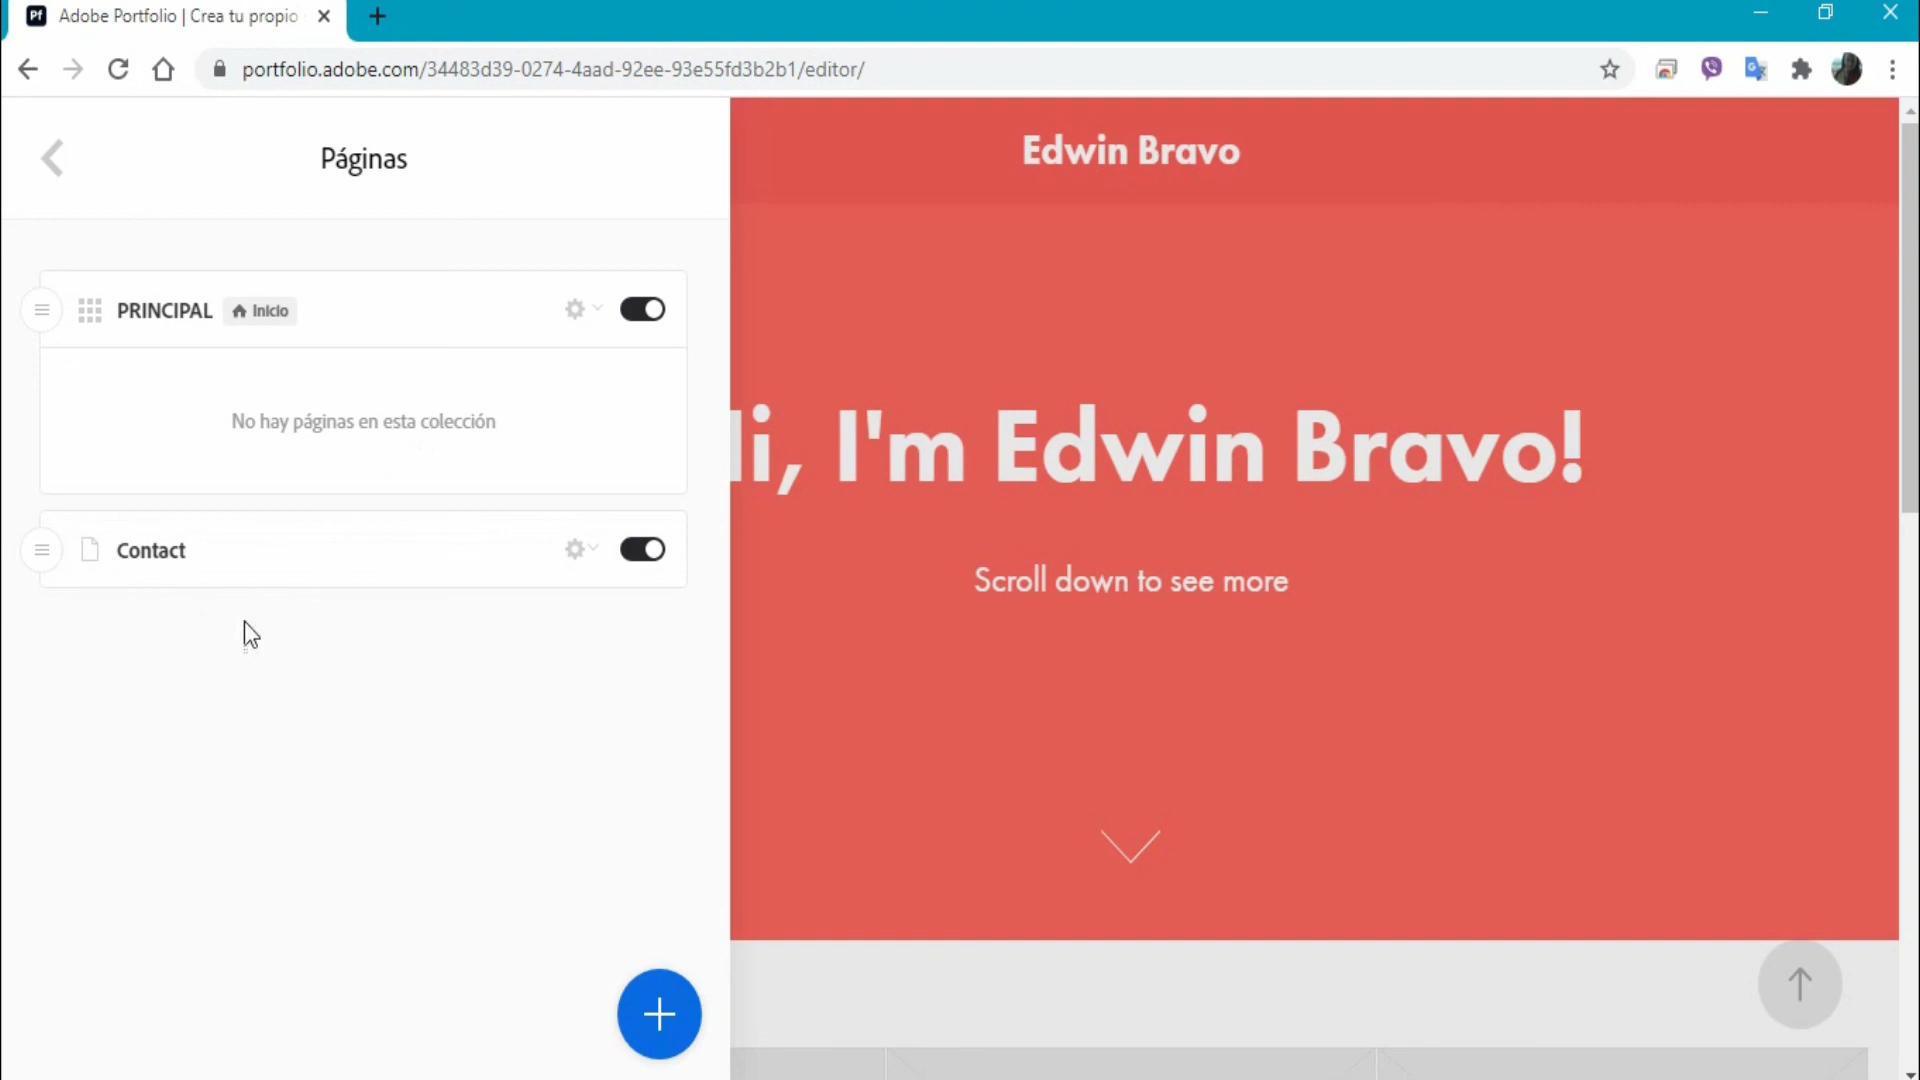 Adobe Portfolio | Crea tu propio
portfolio.adobe.com/34483d39-0274-4aad-92ee-93e55fd3b2b1/editor/
Páginas
PRINCIPAL
Inicio
No hay páginas en esta colección
Contact
Edwin Bravo
i, I'm Edwin Bravo!
Scroll down to see more